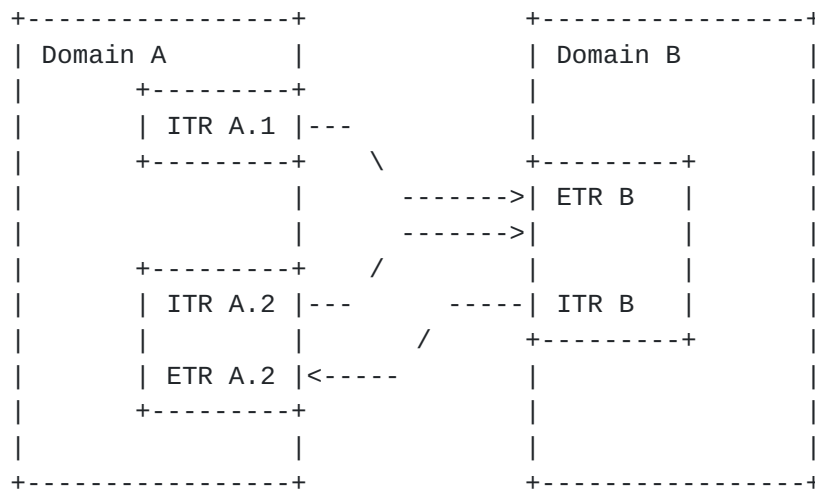 Domain A Domain B
ITR A.1
ETR B
ITR A.2 ITR B
ETR A.2